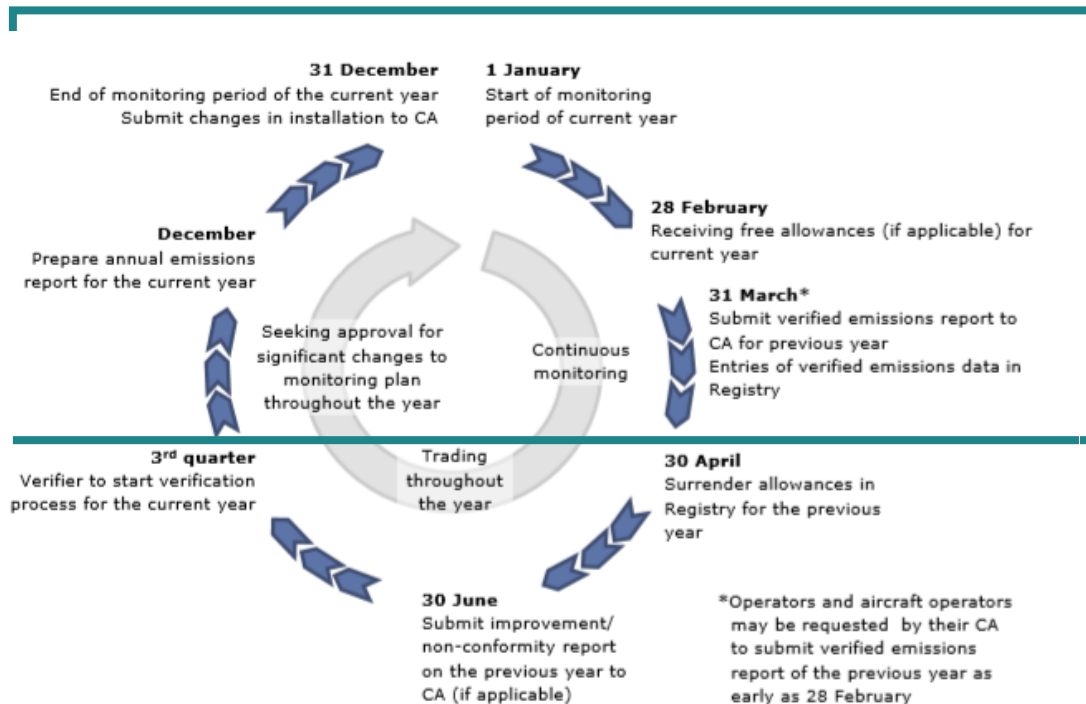 31 December
End of monitoring period of the current year
Submit changes in installation to CA
1 January
Start of monitoring
period of current year
28 February
Receiving free allowances (if applicable) for
current year
31 March*
Submit verified emissions report to
CA for previous year
Entries of verified emissions data in
Registry
30 April
Surrender allowances in
Registry for the previous
year
30 June
Submit improvement/
non-conformity report
on the previous year to
CA (if applicable)
3rd quarter
Verifier to start verification
process for the current year
December
Prepare annual emissions
report for the current year
Seeking approval for
significant changes to
monitoring plan
throughout the year
Continuous
monitoring
Trading
throughout
the year
*Operators and aircraft operators
may be requested by their CA
to submit verified emissions
report of the previous year as
early as 28 February